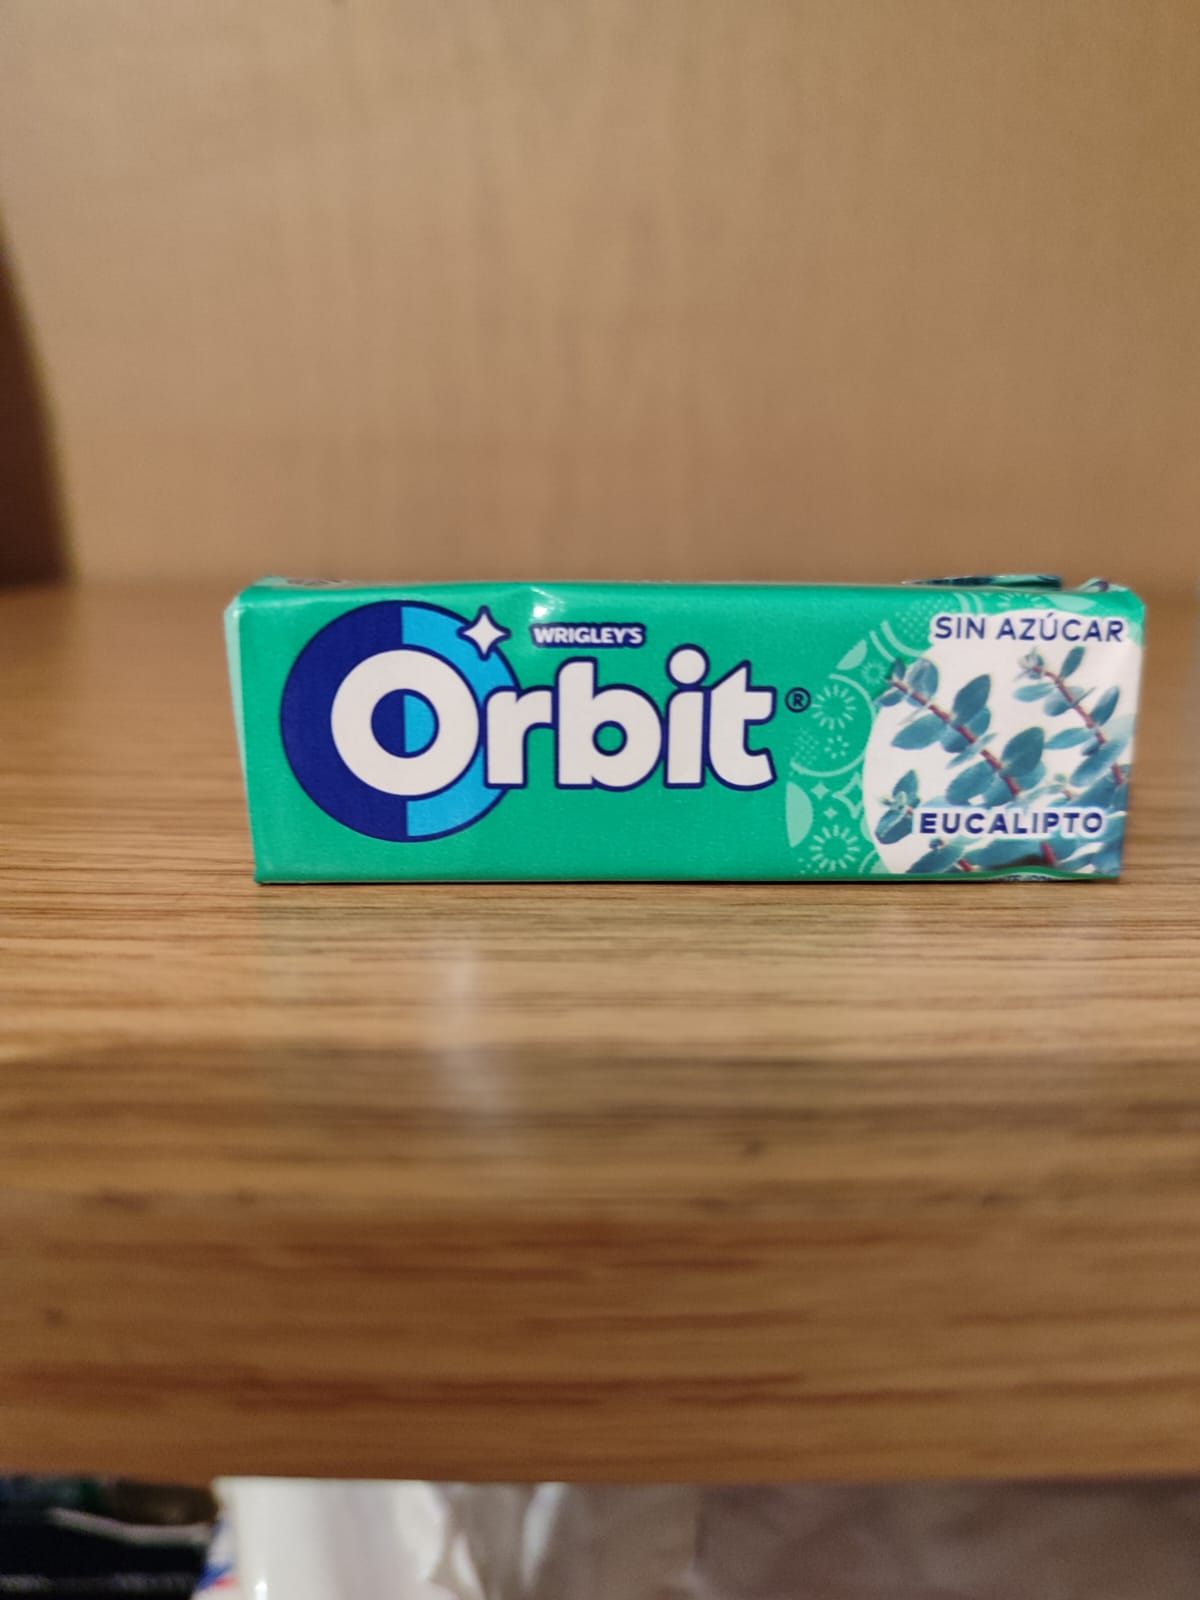 WRIGLEY'S
Orbit®
SIN AZÚCAR
EUCALIPTO